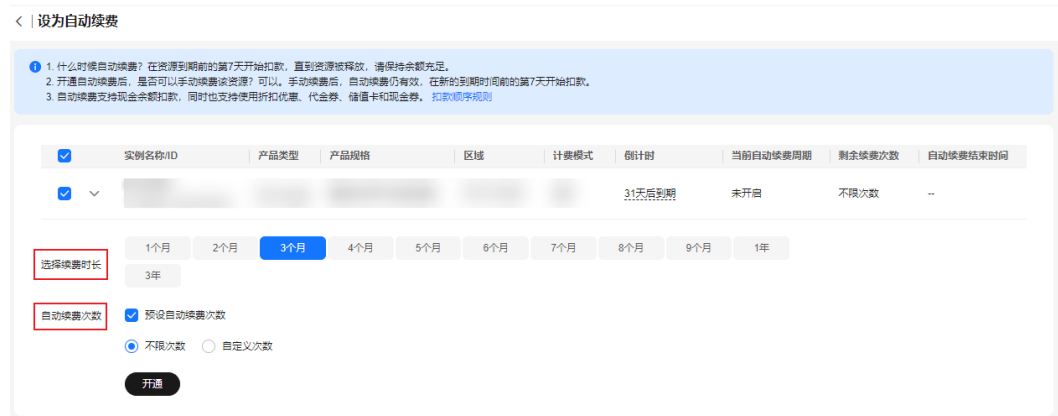 设为自动续费
1. 什么时候自动续费？在资源到期前的第7天开始扣款，直到资源被释放，请保持余额充足。
2. 开通自动续费后，是否可以手动续费该资源？可以。手动续费后，自动续费仍有效，在新的到期时间前的第7天开始扣款。
3. 自动续费支持现金余额扣款，同时也支持使用折扣优惠、代金券、储值卡和现金券。 扣款顺序规则
实例名称/ID 产品类型 产品规格 区域 计费模式 倒计时 当前自动续费周期 剩余续费次数 自动续费结束时间
31天后到期 未开启 不限次数 --
选择续费时长 1个月 2个月 3个月 4个月 5个月 6个月 7个月 8个月 9个月 1年
3年
自动续费次数 预设自动续费次数
不限次数 自定义次数
开通